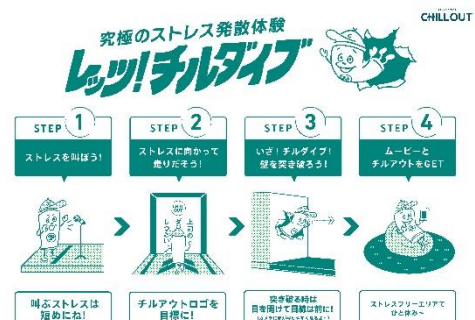 CHILL OUT
究極のストレス発散体験
レッツ!チルダイブ
STEP 1
ストレスを叫ぼう!
STEP 2
ストレスに向かって
走りだそう!
STEP 3
いざ!チルダイブ!
壁を突き破ろう!
STEP 4
ムービーと
チルアウトをGET
叫ぶストレスは
短めにね!
チルアウトロゴを
目標に!
突き破る時は
目を開けて目線は前に!
ストレスフリーエリアで
ひと休み〜